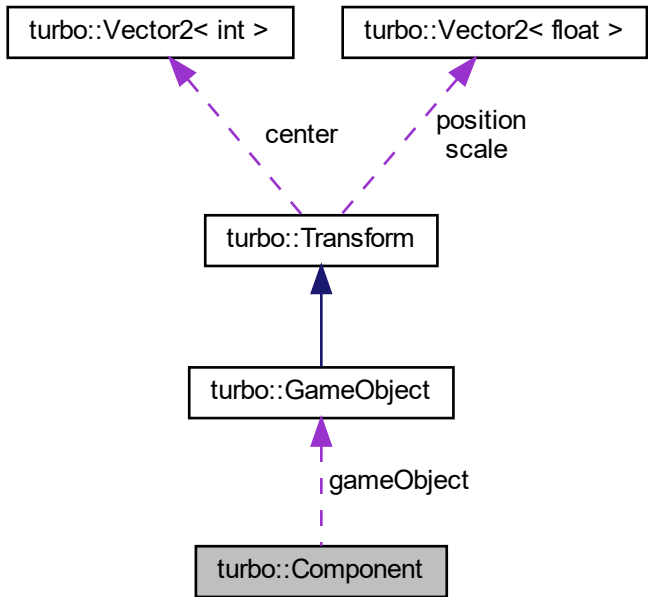 turbo::Vector2< int >
turbo::Vector2< float >
center
position
scale
turbo::Transform
turbo::GameObject
gameObject
turbo::Component